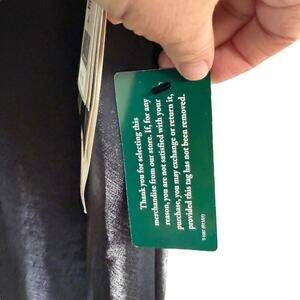 Thank you for selecting this
merchandise from our store. If, for any
reason, you are not satisfied with your
purchase, you may exchange or return it,
provided this tag has not been removed.